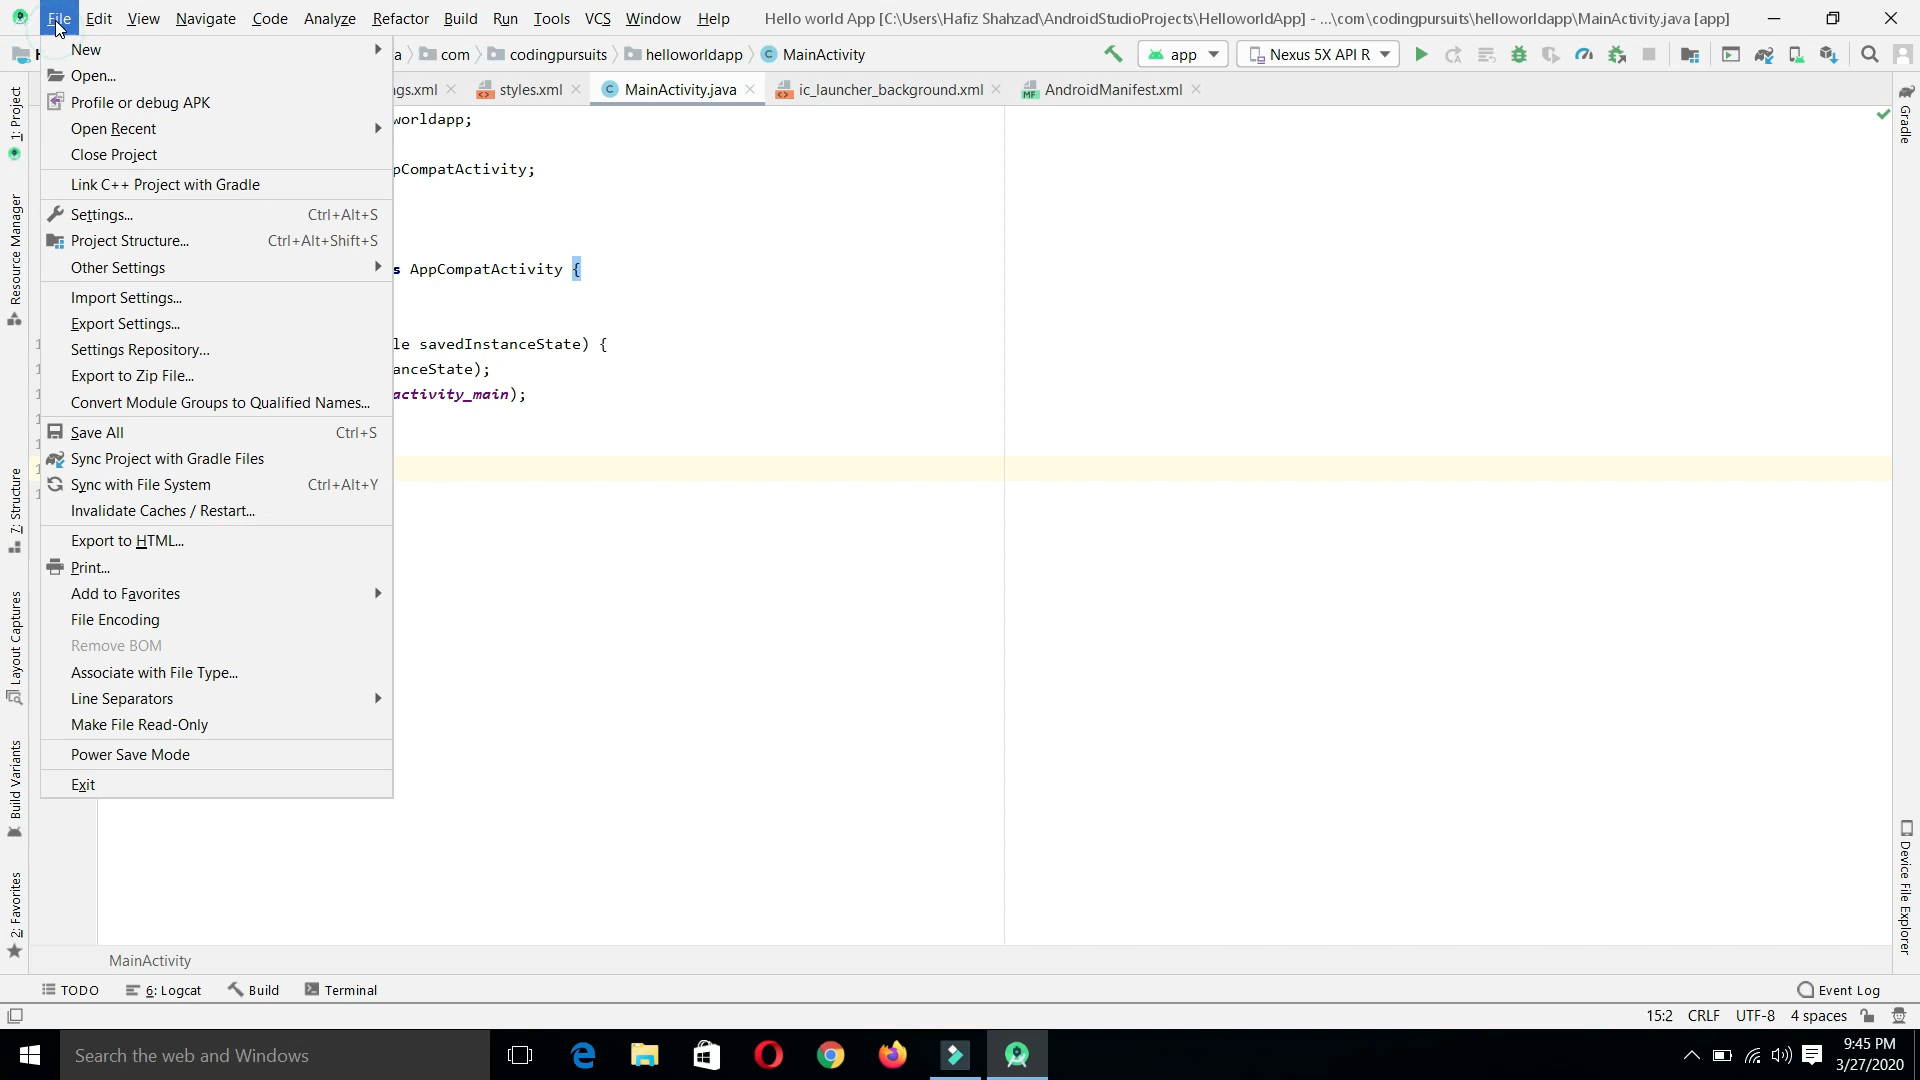 File Edit View Navigate Code Analyze Refactor Build Run Tools VCS Window Help Hello world App [C:\Users\Hafiz Shahzad\AndroidStudioProjects\HelloworldApp] - ...\com\codingpursuits\helloworldapp\MainActivity.java [app]
com codingpursuits helloworldapp MainActivity app Nexus 5X API R
gs.xml styles.xml MainActivity.java ic_launcher_background.xml AndroidManifest.xml
New
Open...
Profile or debug APK
Open Recent
Close Project
Link C++ Project with Gradle
Settings... Ctrl+Alt+S
Project Structure... Ctrl+Alt+Shift+S
Other Settings
Import Settings...
Export Settings...
Settings Repository...
Export to Zip File...
Convert Module Groups to Qualified Names...
Save All Ctrl+S
Sync Project with Gradle Files
Sync with File System Ctrl+Alt+Y
Invalidate Caches / Restart...
Export to HTML...
Print...
Add to Favorites
File Encoding
Remove BOM
Associate with File Type...
Line Separators
Make File Read-Only
Power Save Mode
Exit
worldapp;
pCompatActivity;
s AppCompatActivity {
le savedInstanceState) {
anceState);
activity_main);
1: Project
Resource Manager
7: Structure
Layout Captures
Build Variants
2: Favorites
Gradle
Device File Explorer
MainActivity
TODO 6: Logcat Build Terminal Event Log
15:2 CRLF UTF-8 4 spaces
Search the web and Windows
9:45 PM
3/27/2020